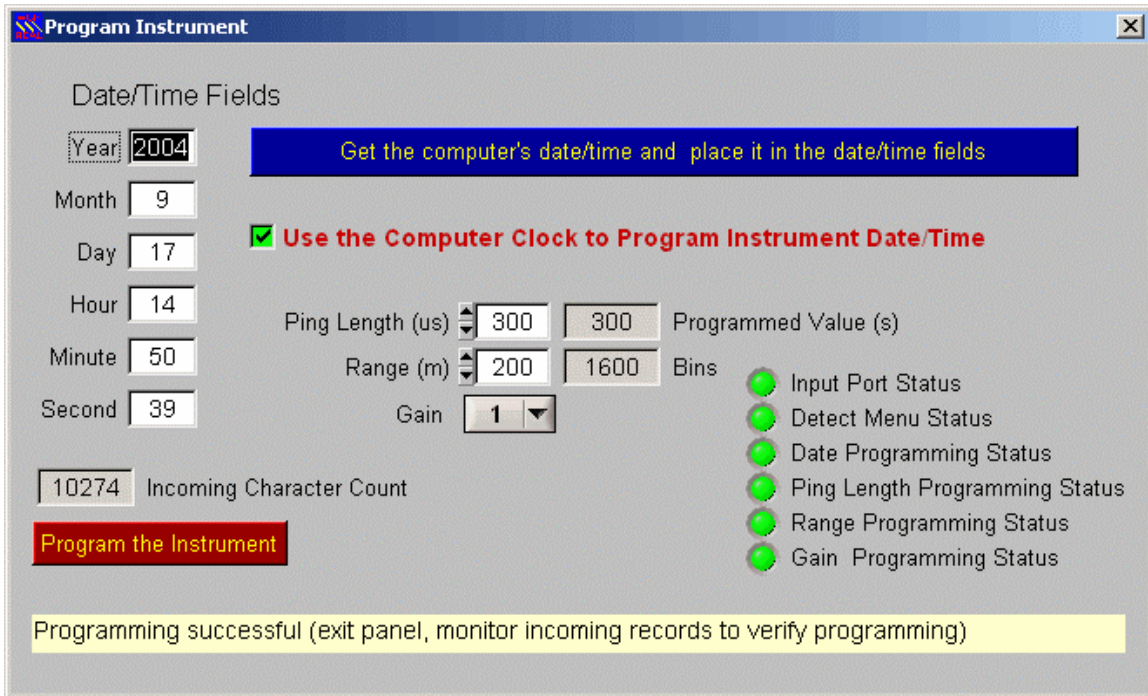 Program Instrument
Date/Time Fields
Year 2004
Get the computer's date/time and place it in the date/time fields
Month 9
Use the Computer Clock to Program Instrument Date/Time
Day 17
Hour 14
Ping Length (us) 300 300 Programmed Value (s)
Minute 50
Range (m) 200 1600 Bins
Second 39
Gain 1
Input Port Status
Detect Menu Status
Date Programming Status
10274 Incoming Character Count
Ping Length Programming Status
Range Programming Status
Program the Instrument
Gain Programming Status
Programming successful (exit panel, monitor incoming records to verify programming)